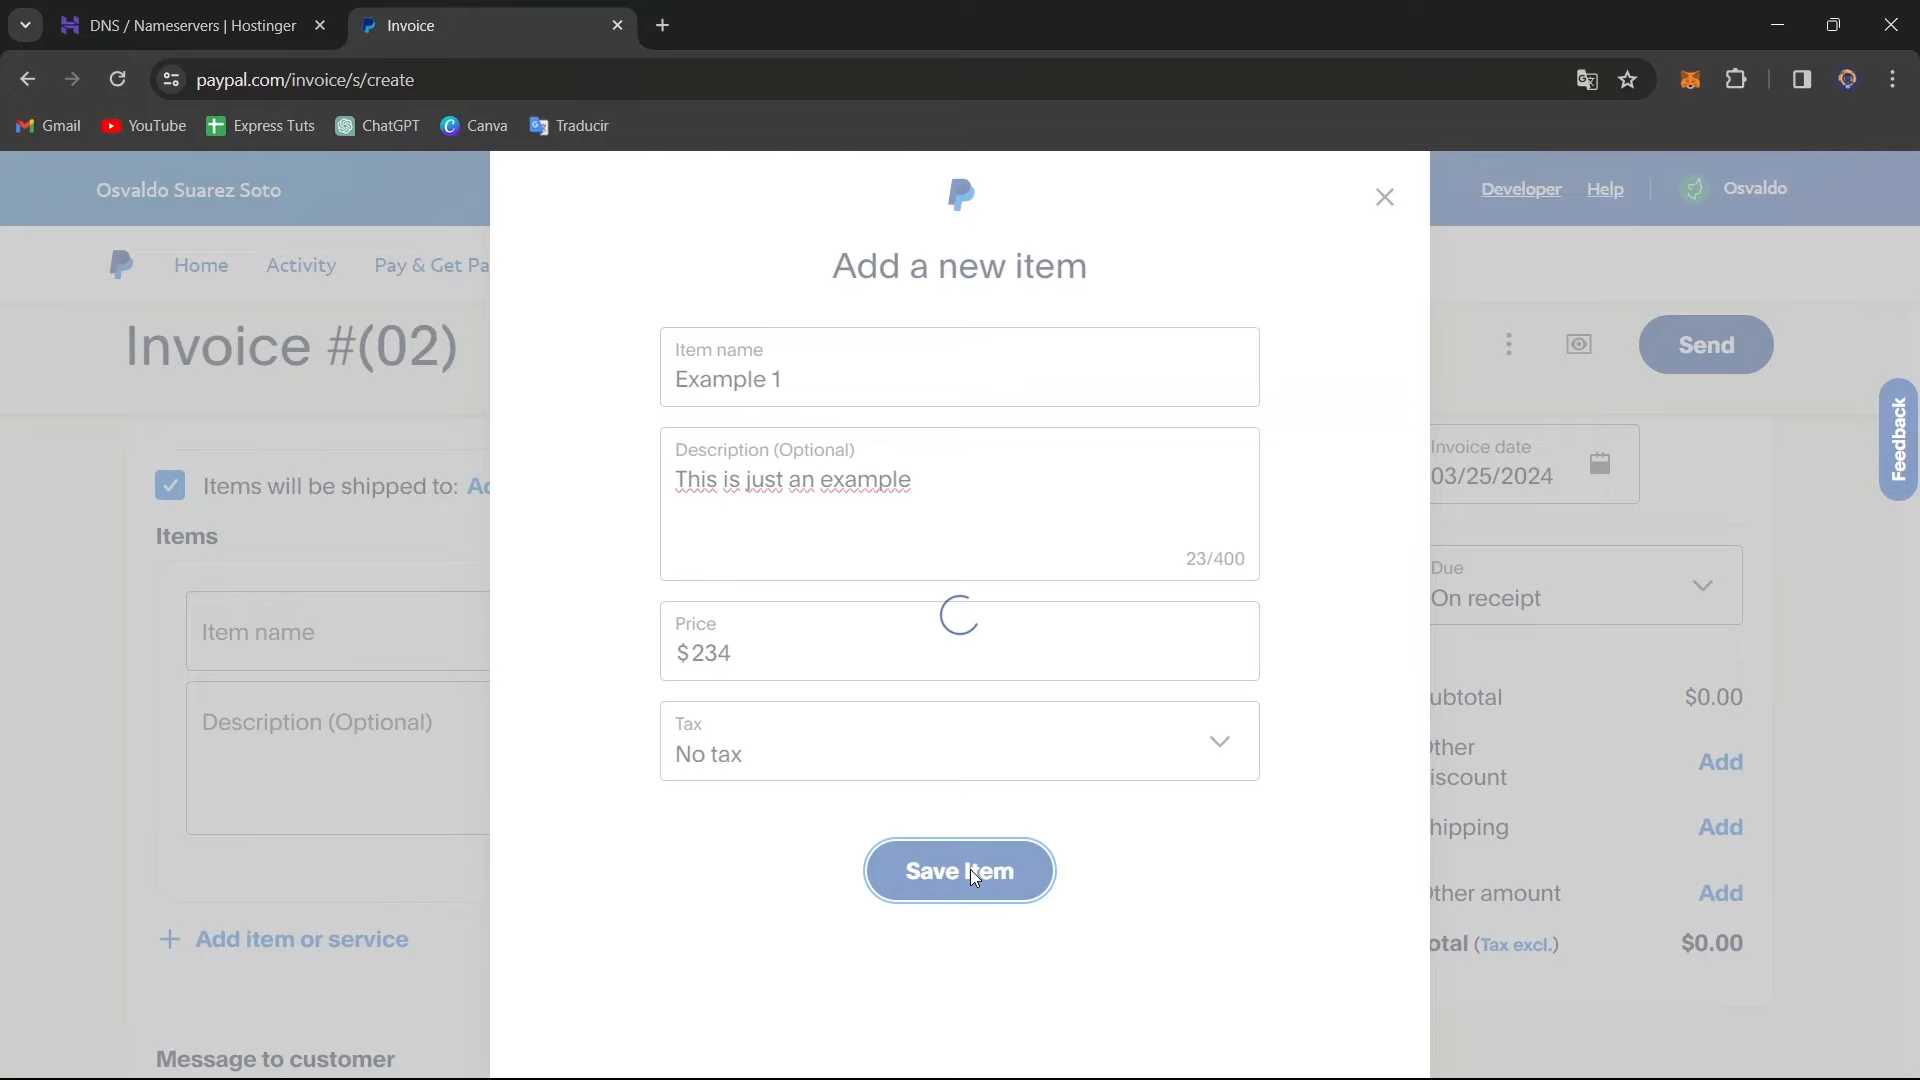 DNS / Nameservers | Hostinger
Invoice
paypal.com/invoice/s/create
Gmail
YouTube
Express Tuts
ChatGPT
Canva
Traducir
Osvaldo Suarez Soto
Developer
Help
Osvaldo
Home
Activity
Pay & Get Pa
Add a new item
Invoice #(02)
Send
Feedback
Item name
Example 1
Description (Optional)
This is just an example
23/400
Price
$234
Tax
No tax
Save Item
Items will be shipped to: Ad
Items
Item name
Description (Optional)
Add item or service
Message to customer
Invoice date
03/25/2024
Due
On receipt
ubtotal
$0.00
ther
iscount
Add
hipping
Add
ther amount
Add
otal (Tax excl.)
$0.00